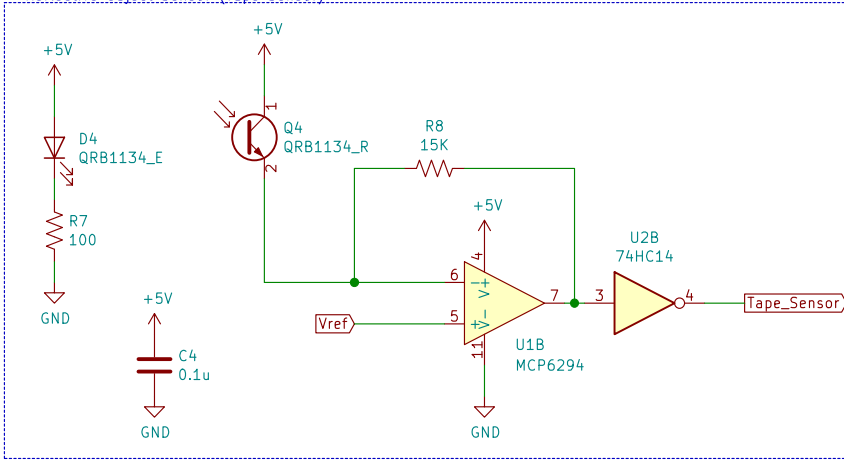 +5V
D4
QRB1134_E
R7
100
GND
+5V
C4
0.1u
GND
+5V
1
Q4
QRB1134_R
2
R8
15K
+5V
4
6
-
V+
7
Vref
5
+
V-
11
U1B
MCP6294
GND
U2B
74HC14
3
4
Tape_Sensor